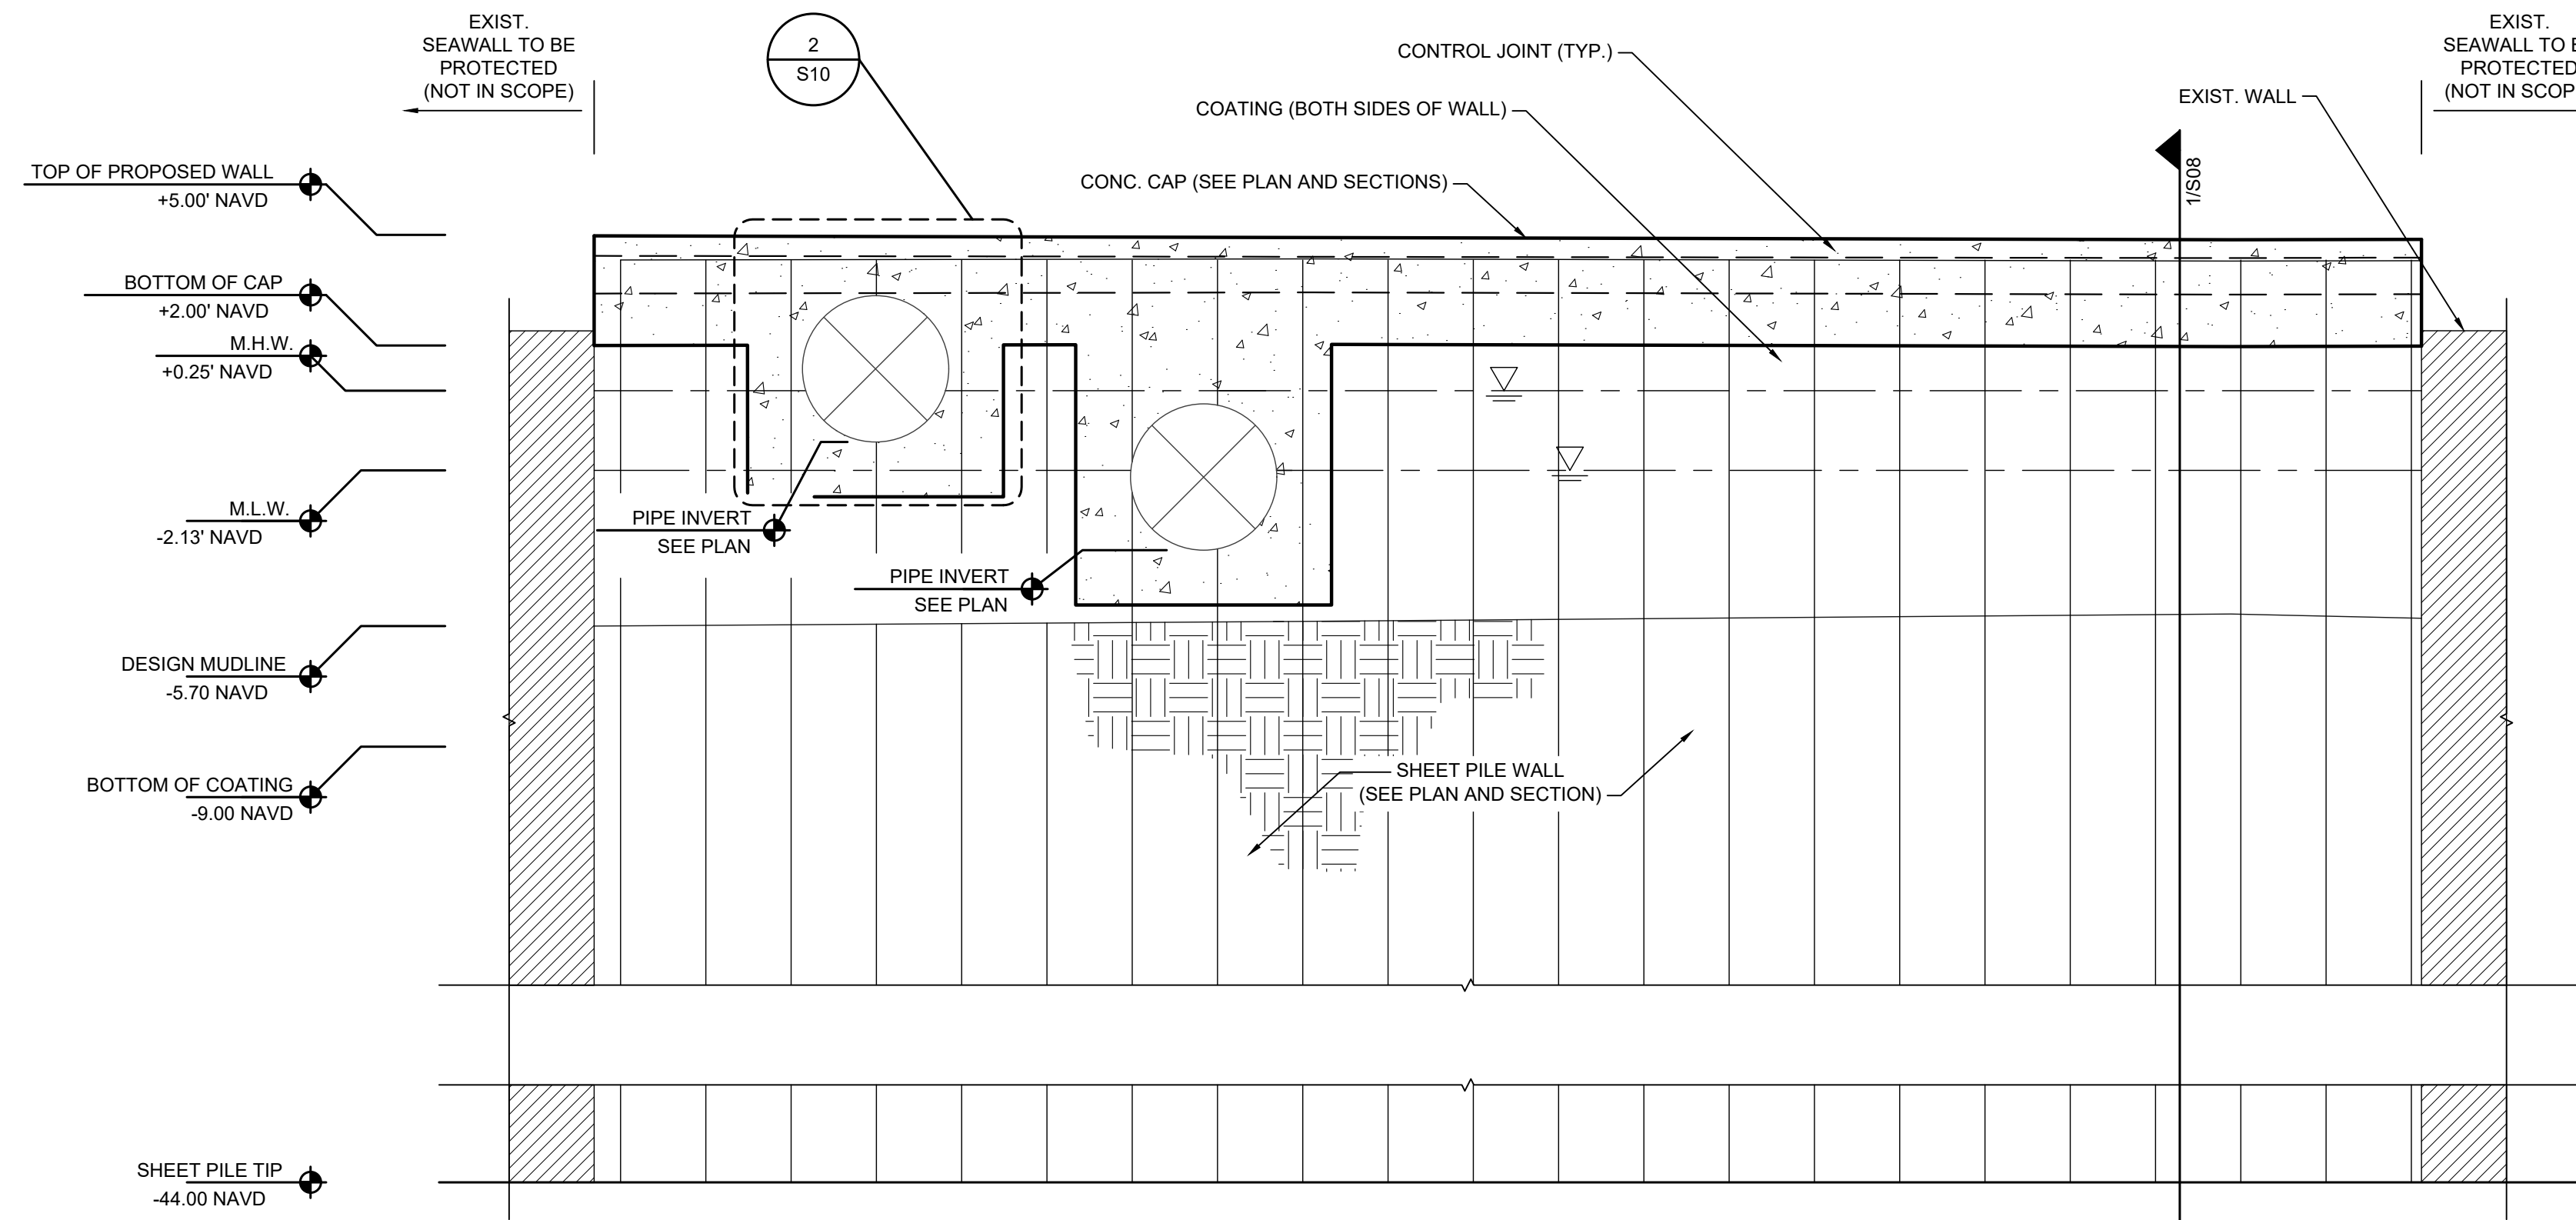 EXIST.
SEAWALL TO BE
PROTECTED
(NOT IN SCOPE)
2
S10
CONTROL JOINT (TYP.)
COATING (BOTH SIDES OF WALL)
CONC. CAP (SEE PLAN AND SECTIONS)
EXIST. WALL
EXIST.
SEAWALL TO
PROTECTED
(NOT IN
1/S08
TOP OF PROPOSED WALL
+5.00' NAVD
BOTTOM OF CAP
+2.00' NAVD
M.H.W.
+0.25' NAVD
M.L.W.
-2.13' NAVD
PIPE INVERT
SEE PLAN
PIPE INVERT
SEE PLAN
DESIGN MUDLINE
-5.70 NAVD
BOTTOM OF COATING
-9.00 NAVD
SHEET PILE WALL
(SEE PLAN AND SECTION)
SHEET PILE TIP
-44.00 NAVD